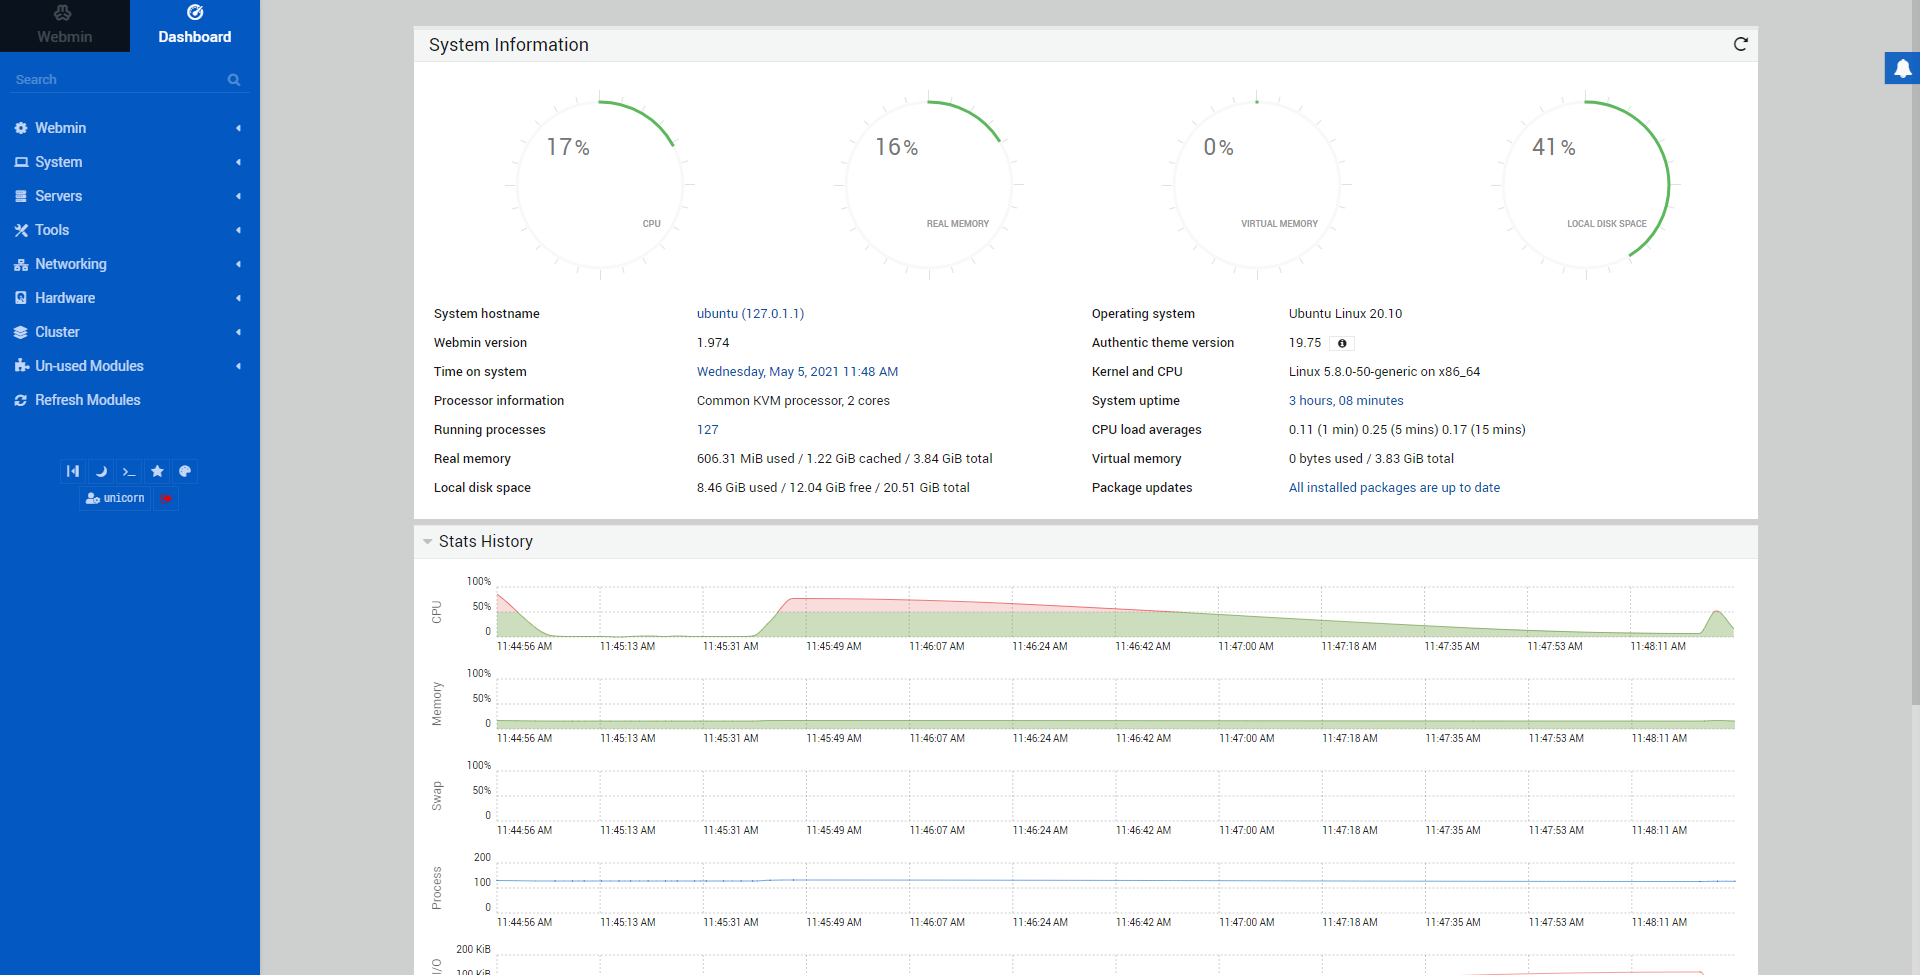 Webmin
Dashboard
Search
Webmin
System
Servers
Tools
Networking
Hardware
Cluster
Un-used Modules
Refresh Modules
unicorn
System Information
17%
CPU
16%
REAL MEMORY
0%
VIRTUAL MEMORY
41%
LOCAL DISK SPACE
System hostname ubuntu (127.0.1.1) Operating system Ubuntu Linux 20.10
Webmin version 1.974 Authentic theme version 19.75
Time on system Wednesday, May 5, 2021 11:48 AM Kernel and CPU Linux 5.8.0-50-generic on x86_64
Processor information Common KVM processor, 2 cores System uptime 3 hours, 08 minutes
Running processes 127 CPU load averages 0.11 (1 min) 0.25 (5 mins) 0.17 (15 mins)
Real memory 606.31 MiB used / 1.22 GiB cached / 3.84 GiB total Virtual memory 0 bytes used / 3.83 GiB total
Local disk space 8.46 GiB used / 12.04 GiB free / 20.51 GiB total Package updates All installed packages are up to date
Stats History
CPU
100%
50%
0
11:44:56 AM 11:45:13 AM 11:45:31 AM 11:45:49 AM 11:46:07 AM 11:46:24 AM 11:46:42 AM 11:47:00 AM 11:47:18 AM 11:47:35 AM 11:47:53 AM 11:48:11 AM
Memory
100%
50%
0
11:44:56 AM 11:45:13 AM 11:45:31 AM 11:45:49 AM 11:46:07 AM 11:46:24 AM 11:46:42 AM 11:47:00 AM 11:47:18 AM 11:47:35 AM 11:47:53 AM 11:48:11 AM
Swap
100%
50%
0
11:44:56 AM 11:45:13 AM 11:45:31 AM 11:45:49 AM 11:46:07 AM 11:46:24 AM 11:46:42 AM 11:47:00 AM 11:47:18 AM 11:47:35 AM 11:47:53 AM 11:48:11 AM
Process
200
100
0
11:44:56 AM 11:45:13 AM 11:45:31 AM 11:45:49 AM 11:46:07 AM 11:46:24 AM 11:46:42 AM 11:47:00 AM 11:47:18 AM 11:47:35 AM 11:47:53 AM 11:48:11 AM
I/O
200 KiB
100 KiB